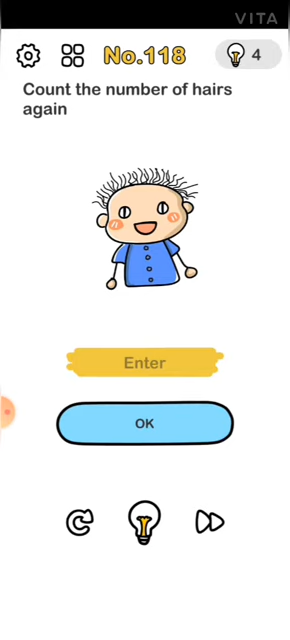 VITA
No.118
4
Count the number of hairs
again
Enter
OK